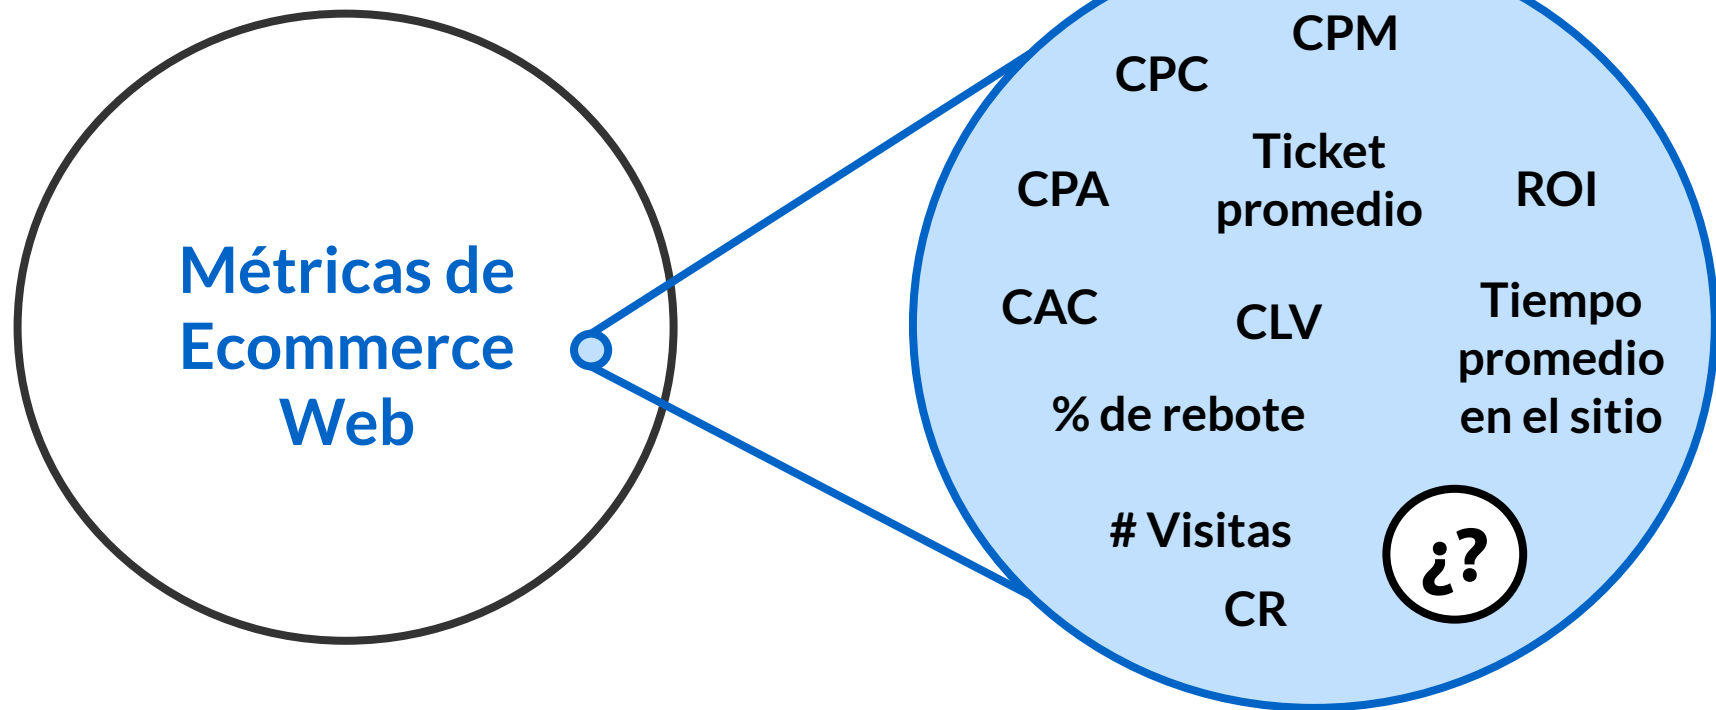 Métricas de
Ecommerce
Web
CPM
CPC
Ticket
promedio
CPA
ROI
CAC
CLV
Tiempo
promedio
en el sitio
% de rebote
# Visitas
¿?
CR